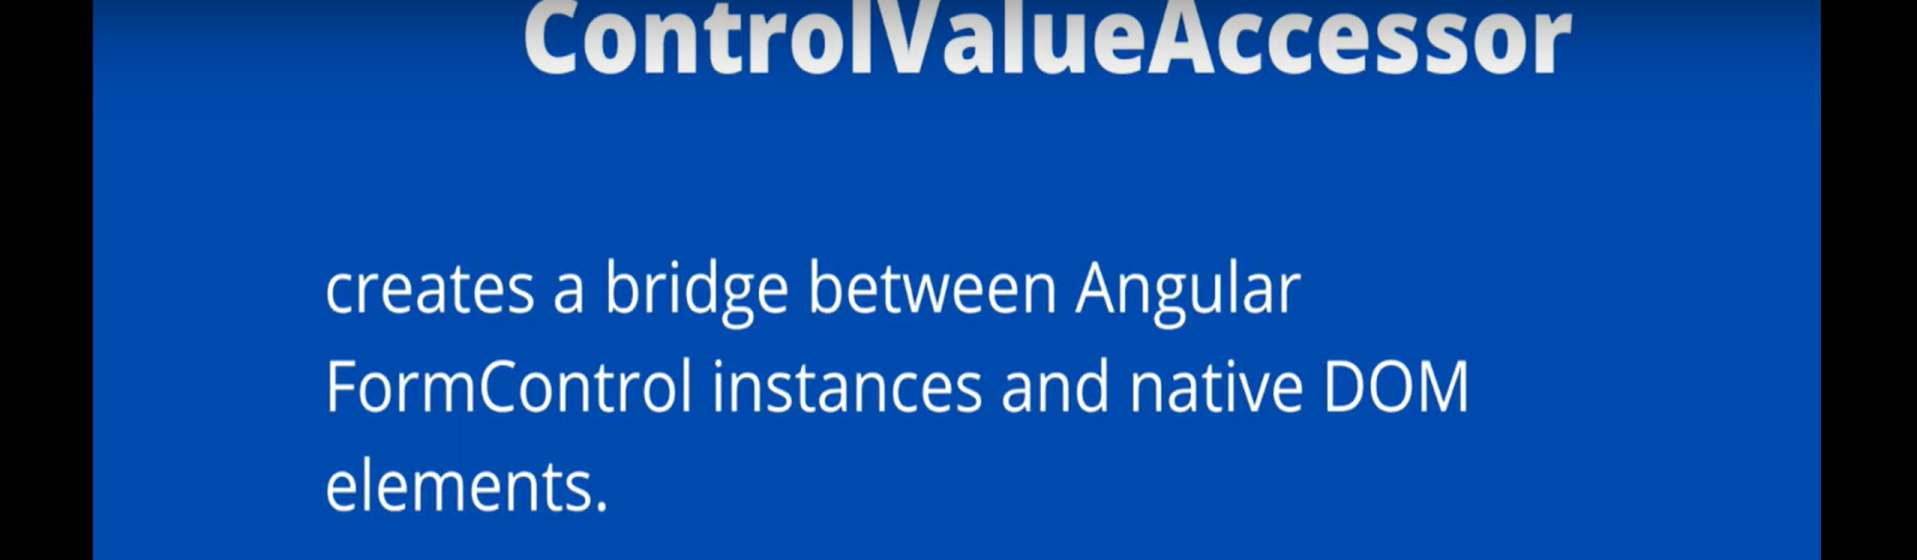 ControlValueAccessor
creates a bridge between Angular
FormControl instances and native DOM
elements.